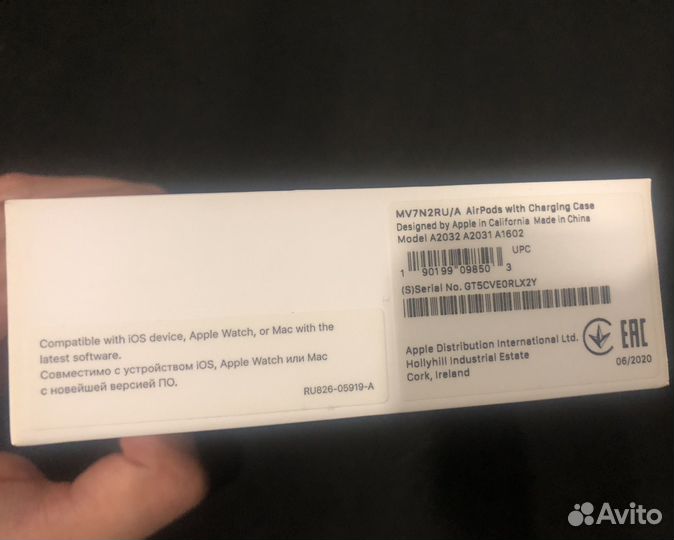 Compatible with iOS device, Apple Watch, or Mac with the
latest software.
Совместимо с устройством iOS, Apple Watch или Mac
с новейшей версией ПО.
RU826-05919-A
MV7N2RU/A AirPods with Charging Case
Designed by Apple in California Made in China
Model A2032 A2031 A1602
UPC
1 90199 09850 3
(S)Serial No. GT5CVE0RLX2Y
Apple Distribution International Ltd.
Hollyhill Industrial Estate
Cork, Ireland
EAC
06/2020
Avito